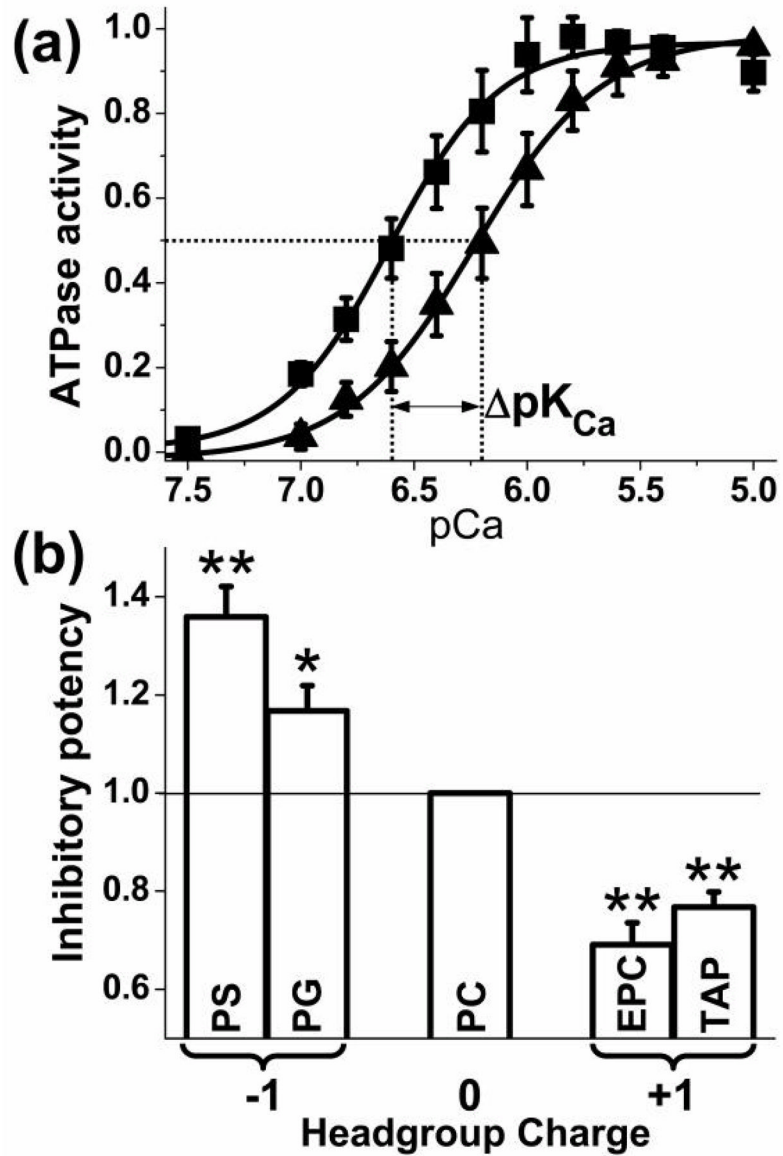 (a)
ATPase activity
1.0
0.8
0.6
0.4
0.2
0.0
ΔpK_Ca
7.5 7.0 6.5 6.0 5.5 5.0
pCa
(b)
Inhibitory potency
1.4
1.2
1.0
0.8
0.6
** * ** **
PS PG PC EPC TAP
-1 0 +1
Headgroup Charge